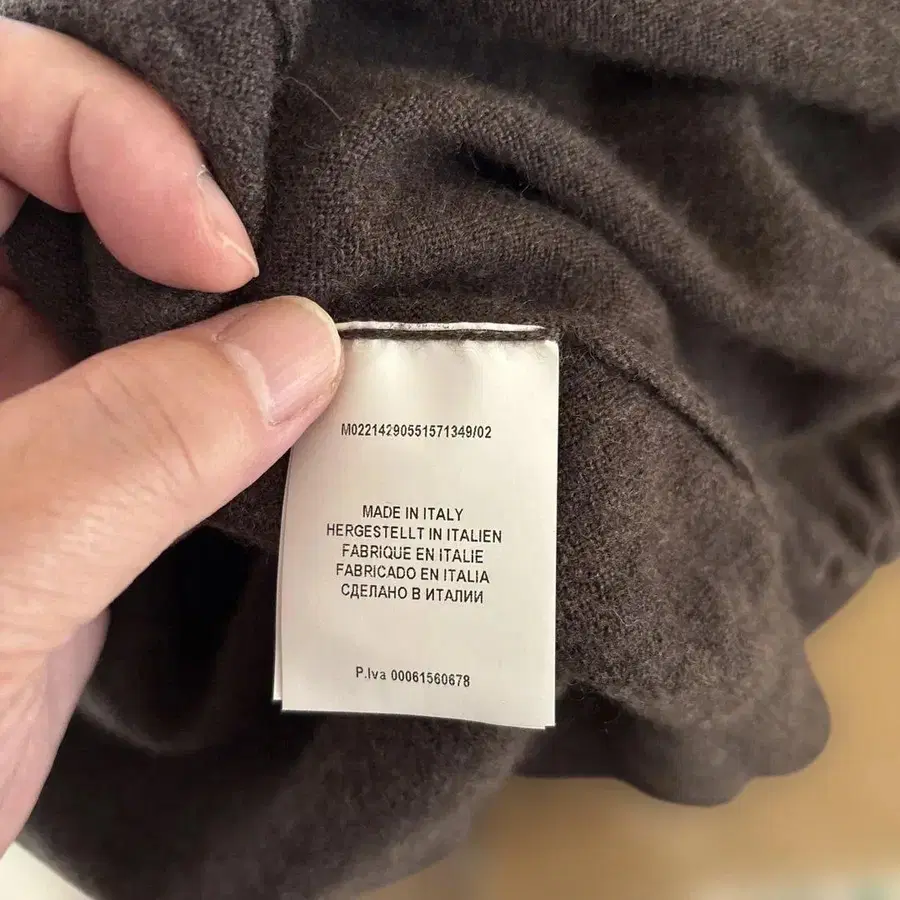 M02214290551571349/02
MADE IN ITALY
HERGESTELLT IN ITALIEN
FABRIQUE EN ITALIE
FABRICADO EN ITALIA
СДЕЛАНО В ИТАЛИИ
P.Iva 00061560678